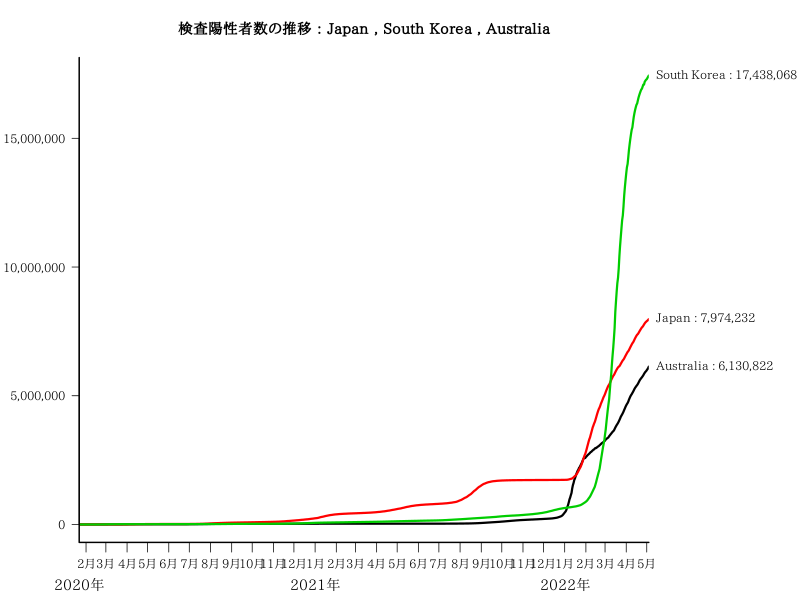 検査陽性者数の推移 : Japan , South Korea , Australia
South Korea : 17,438,068
15,000,000
10,000,000
Japan : 7,974,232
Australia : 6,130,822
5,000,000
0
2月 3月 4月 5月 6月 7月 8月 9月 10月 11月 12月 1月 2月 3月 4月 5月 6月 7月 8月 9月 10月 11月 12月 1月 2月 3月 4月 5月
2020年 2021年 2022年